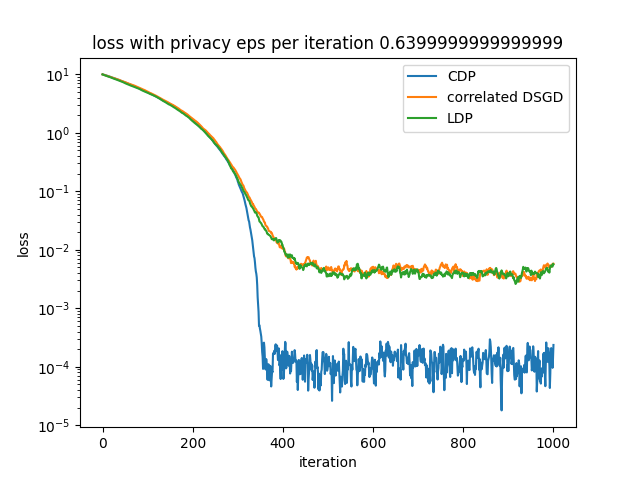 loss with privacy eps per iteration 0.6399999999999999
CDP
correlated DSGD
LDP
10^1
10^0
10^-1
10^-2
10^-3
10^-4
10^-5
loss
0 200 400 600 800 1000
iteration